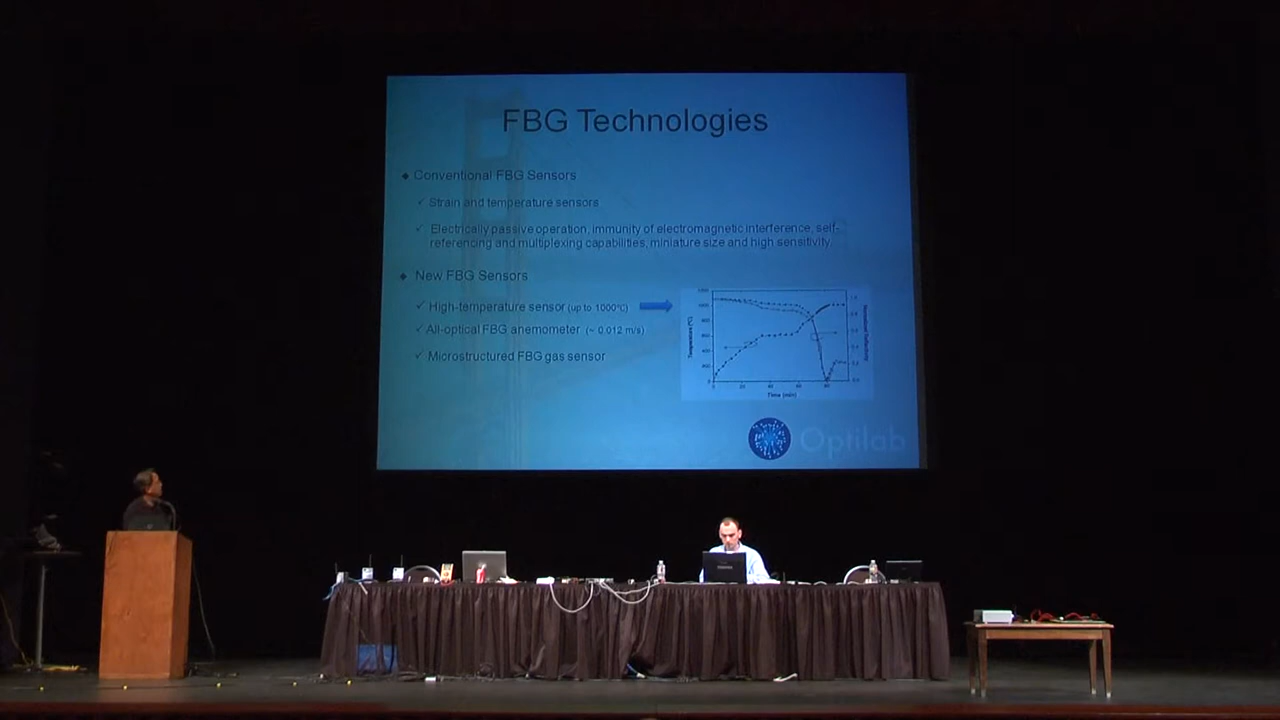 FBG Technologies
Conventional FBG Sensors
Strain and temperature sensors
Electrically passive operation, immunity of electromagnetic interference, self-
referencing and multiplexing capabilities, miniature size and high sensitivity.
New FBG Sensors
High-temperature sensor (up to 1000°C)
All-optical FBG anemometer (~ 0.012 m/s)
Microstructured FBG gas sensor
Temperature (°C)
Time (min)
Optilab